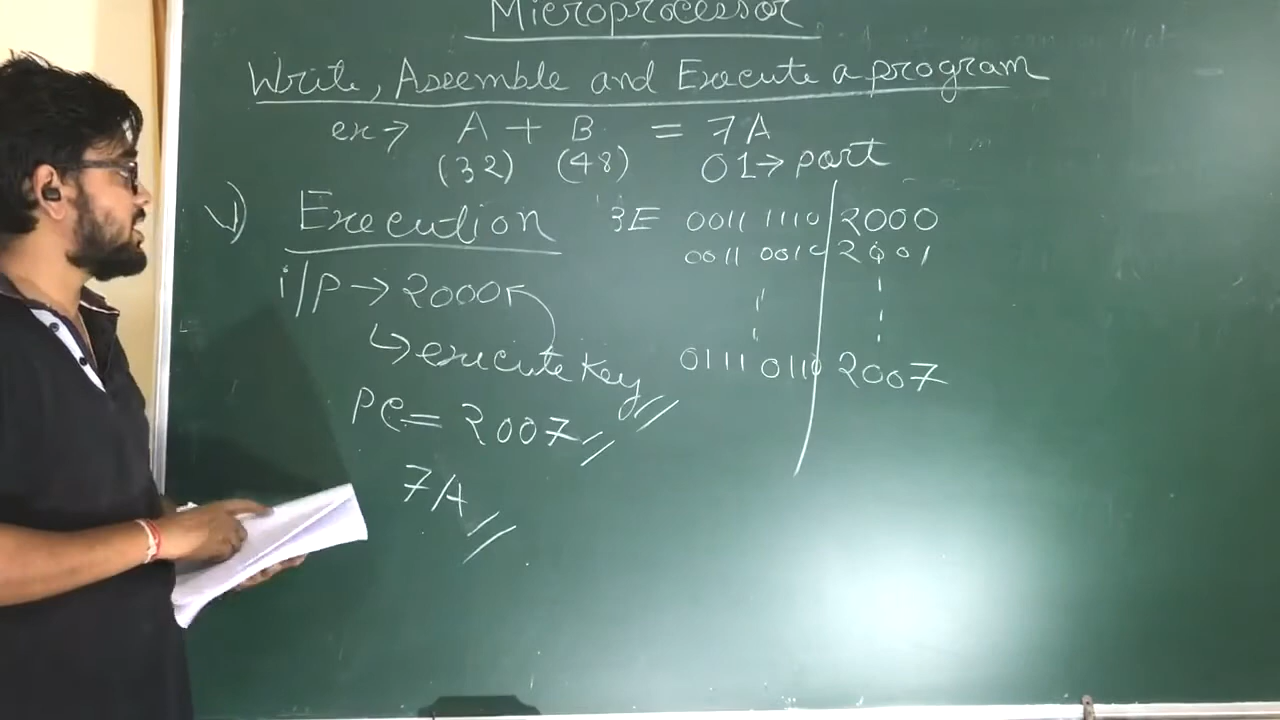 Microprocessor
Write, Assemble and Execute a program
ex → A + B = 7A
(32) (48) 01 → port
v) Execution
3E 0011 1110 2000
0011 0010 2001
i/p → 2000
↳ execute key
0111 0110 2007
PC = 2007
7A